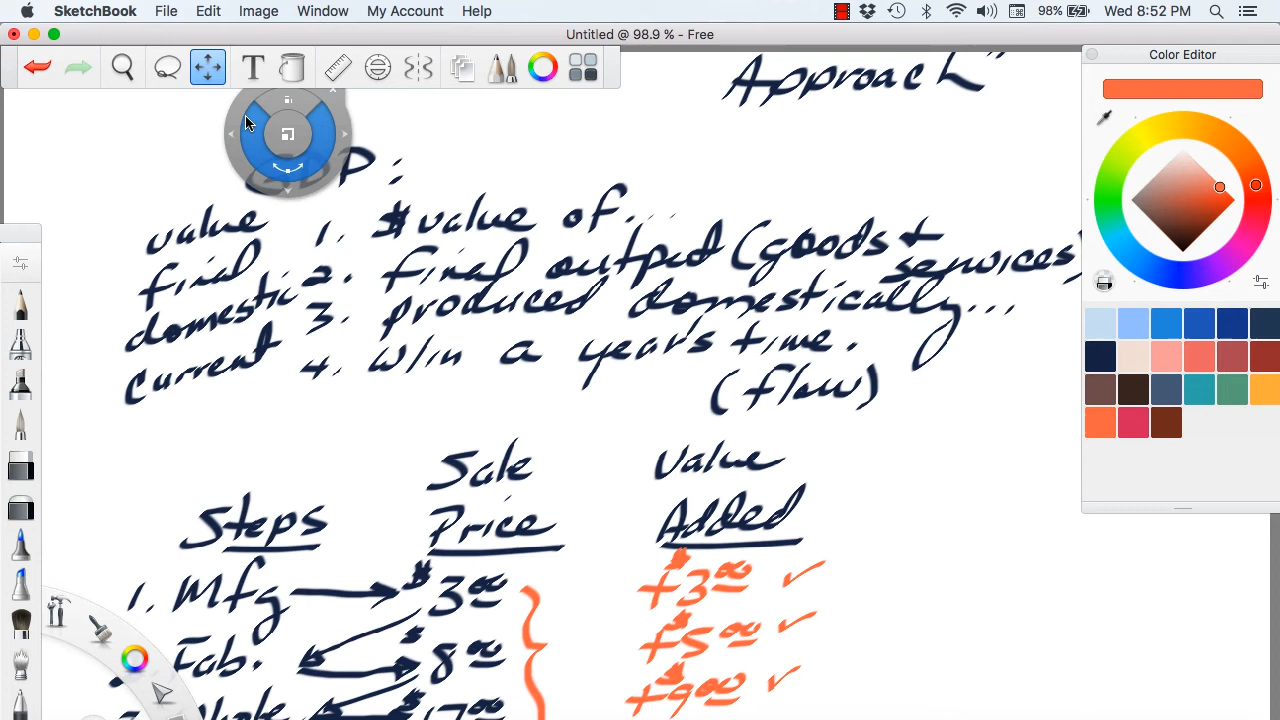 SketchBook File Edit Image Window My Account Help 98% Wed 8:52 PM
Untitled @ 98.9 % - Free
Color Editor
T
Approach"
GDP:
value 1. $ value of...
final 2. final output (goods + services)
domestic 3. produced domestically...
current 4. w/in a year's time.
(flow)
Sale Value
Steps Price Added
1. Mfg $3.00 +$3.00 ✓
Fab. $8.00 +$5.00 ✓
Whole $17.00 +$9.00 ✓